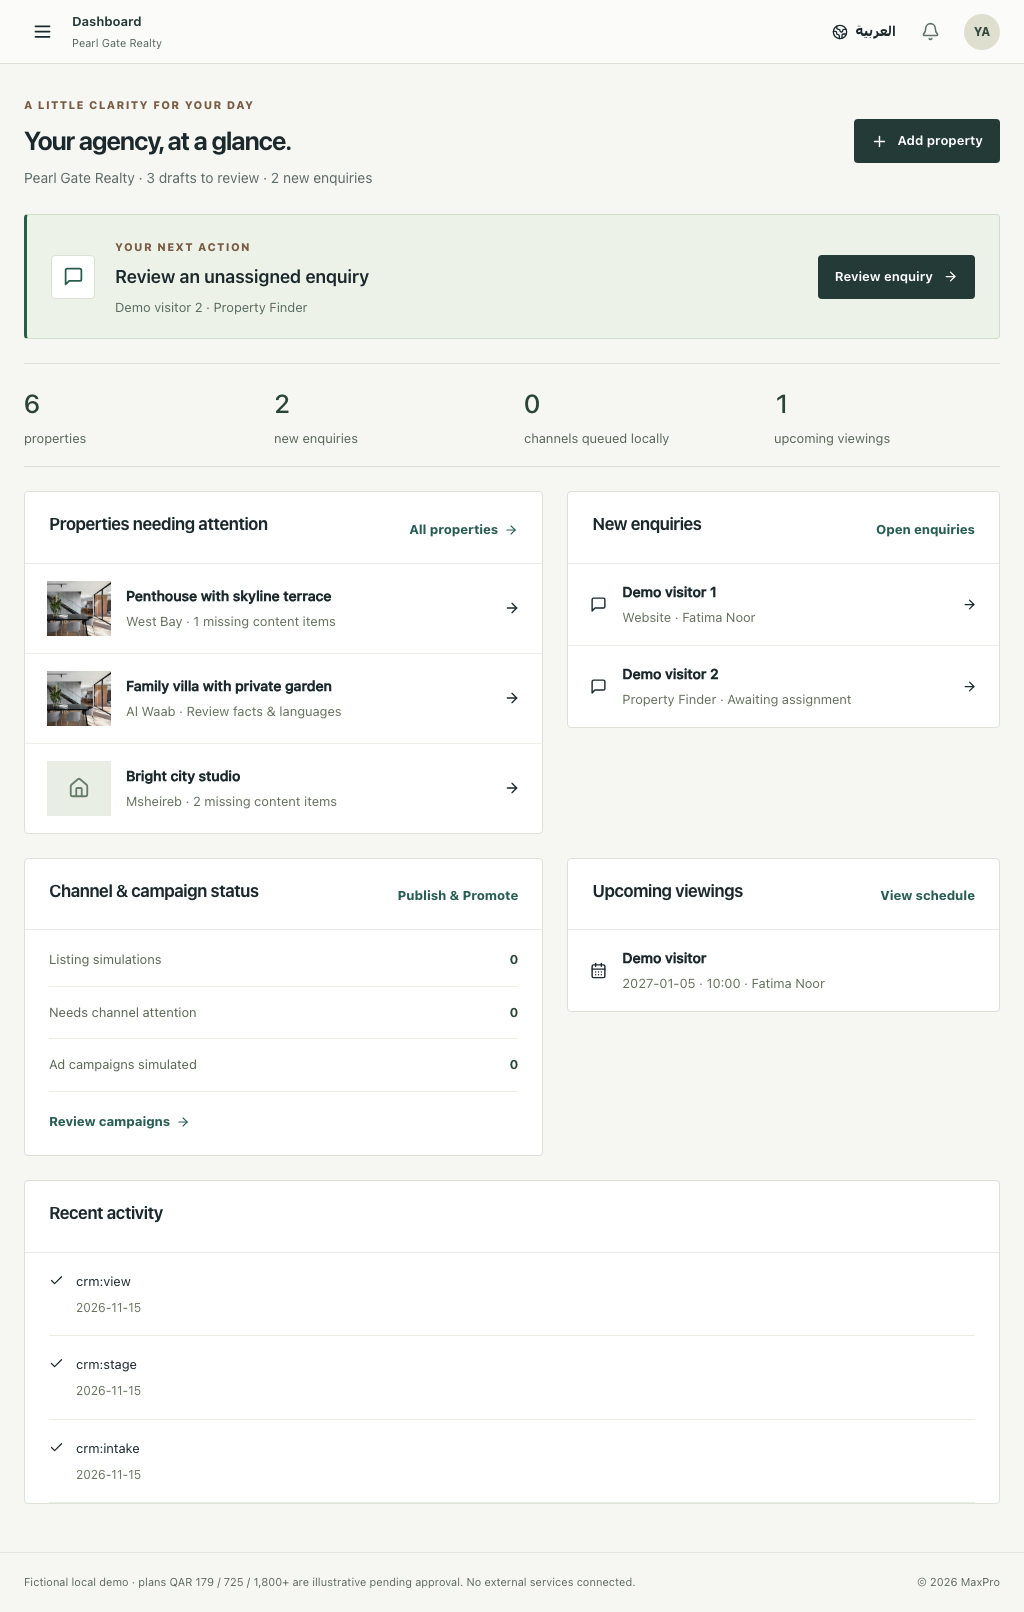 Dashboard
Pearl Gate Realty
العربية
YA
A LITTLE CLARITY FOR YOUR DAY
Your agency, at a glance.
Pearl Gate Realty · 3 drafts to review · 2 new enquiries
Add property
YOUR NEXT ACTION
Review an unassigned enquiry
Demo visitor 2 · Property Finder
Review enquiry
6
properties
2
new enquiries
0
channels queued locally
1
upcoming viewings
Properties needing attention
All properties
Penthouse with skyline terrace
West Bay · 1 missing content items
Family villa with private garden
Al Waab · Review facts & languages
Bright city studio
Msheireb · 2 missing content items
New enquiries
Open enquiries
Demo visitor 1
Website · Fatima Noor
Demo visitor 2
Property Finder · Awaiting assignment
Channel & campaign status
Publish & Promote
Listing simulations 0
Needs channel attention 0
Ad campaigns simulated 0
Review campaigns
Upcoming viewings
View schedule
Demo visitor
2027-01-05 · 10:00 · Fatima Noor
Recent activity
crm:view
2026-11-15
crm:stage
2026-11-15
crm:intake
2026-11-15
Fictional local demo · plans QAR 179 / 725 / 1,800+ are illustrative pending approval. No external services connected.
© 2026 MaxPro